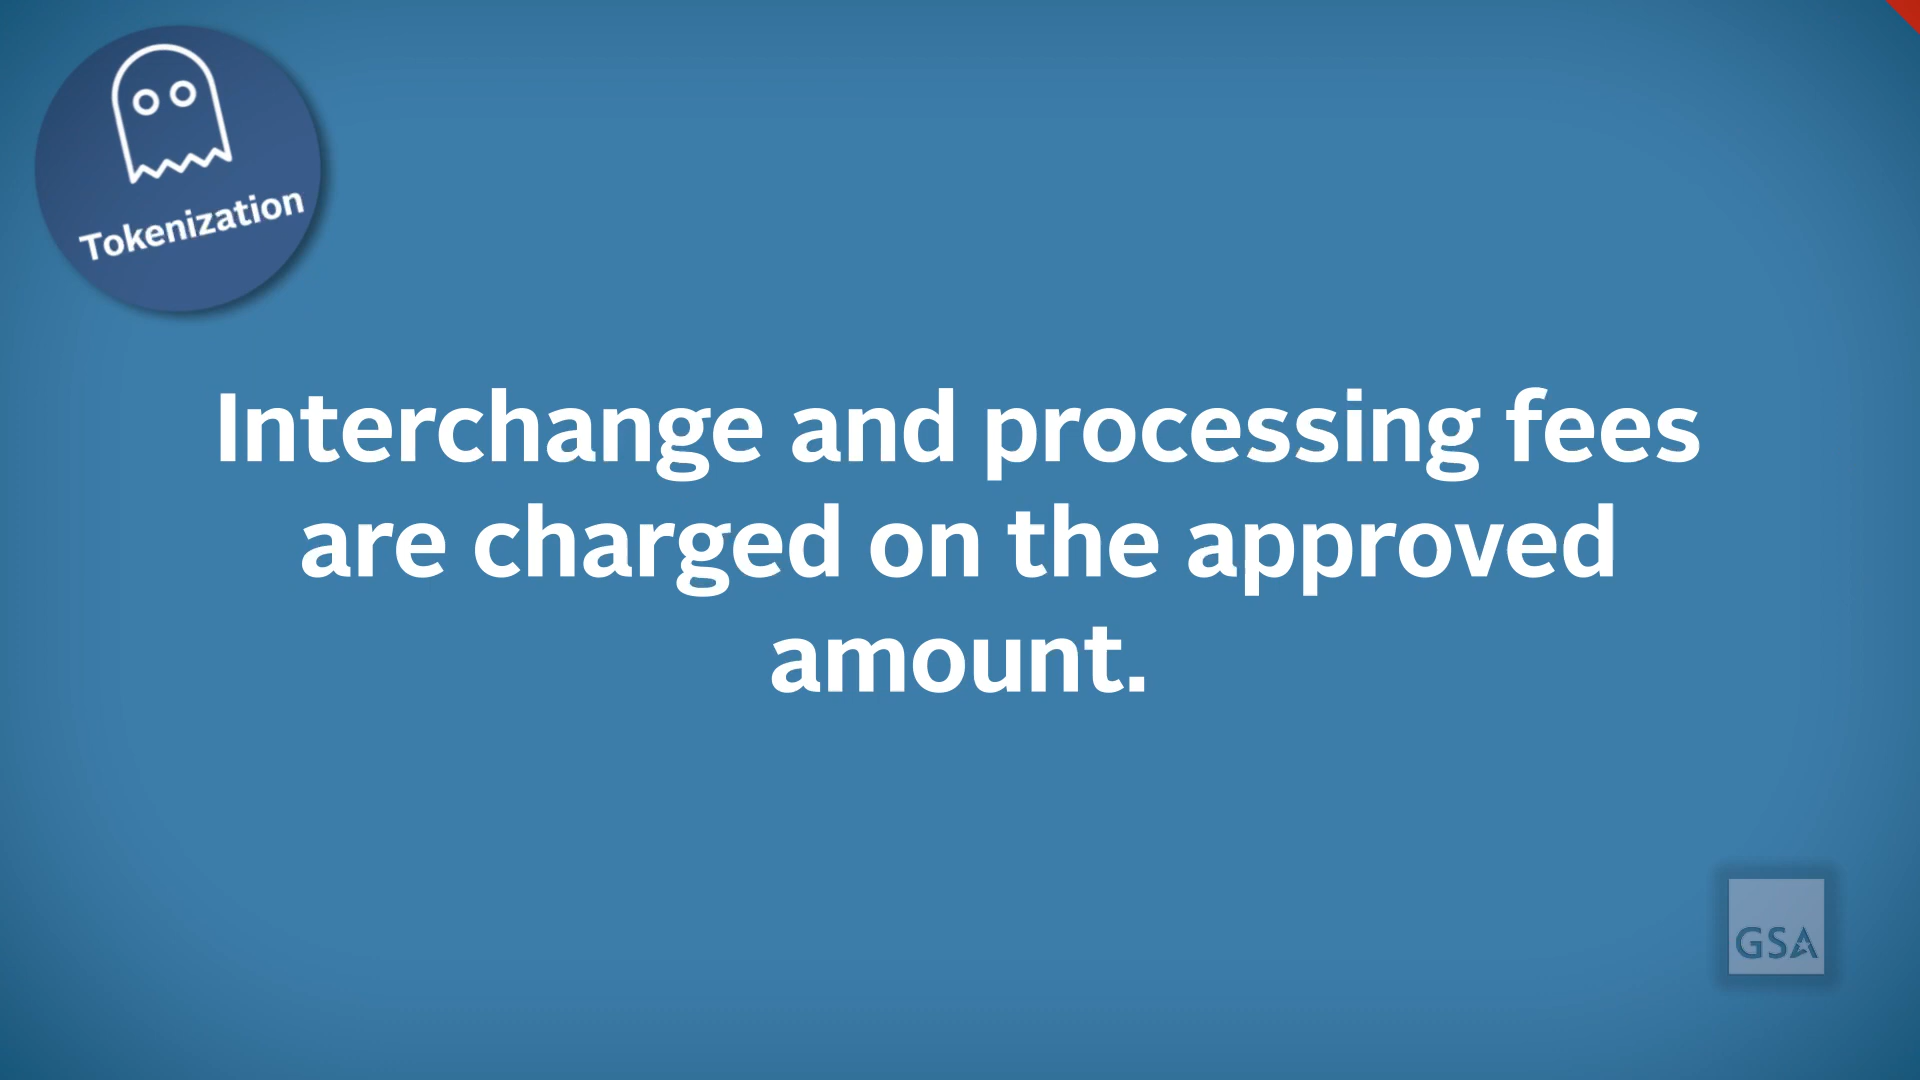 Tokenization
Interchange and processing fees
are charged on the approved
amount.
GSA